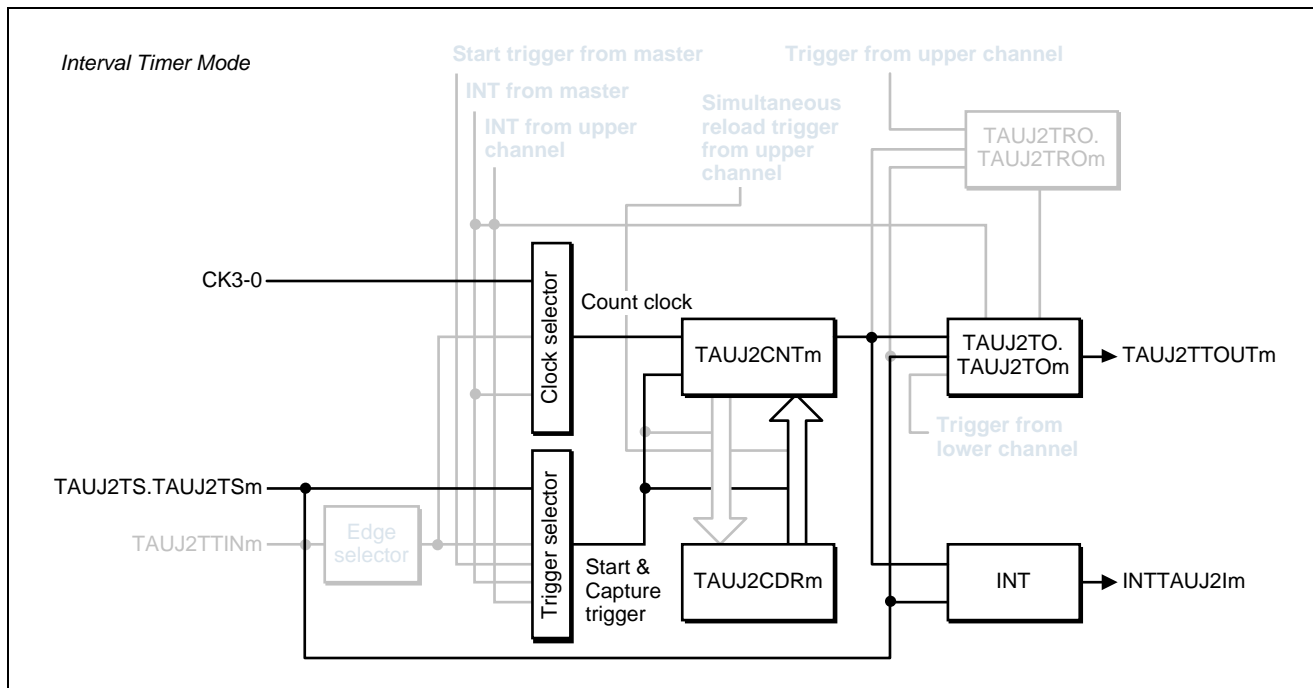 Interval Timer Mode
Start trigger from master
INT from master
INT from upper
channel
Simultaneous
reload trigger
from upper
channel
Trigger from upper channel
TAUJ2TRO.
TAUJ2TROm
CK3-0
Clock selector
Count clock
TAUJ2CNTm
TAUJ2TO.
TAUJ2TOm
TAUJ2TTOUTm
Trigger from
lower channel
TAUJ2TS.TAUJ2TSm
TAUJ2TTINm
Edge
selector
Trigger selector
Start &
Capture
trigger
TAUJ2CDRm
INT
INTTAUJ2Im